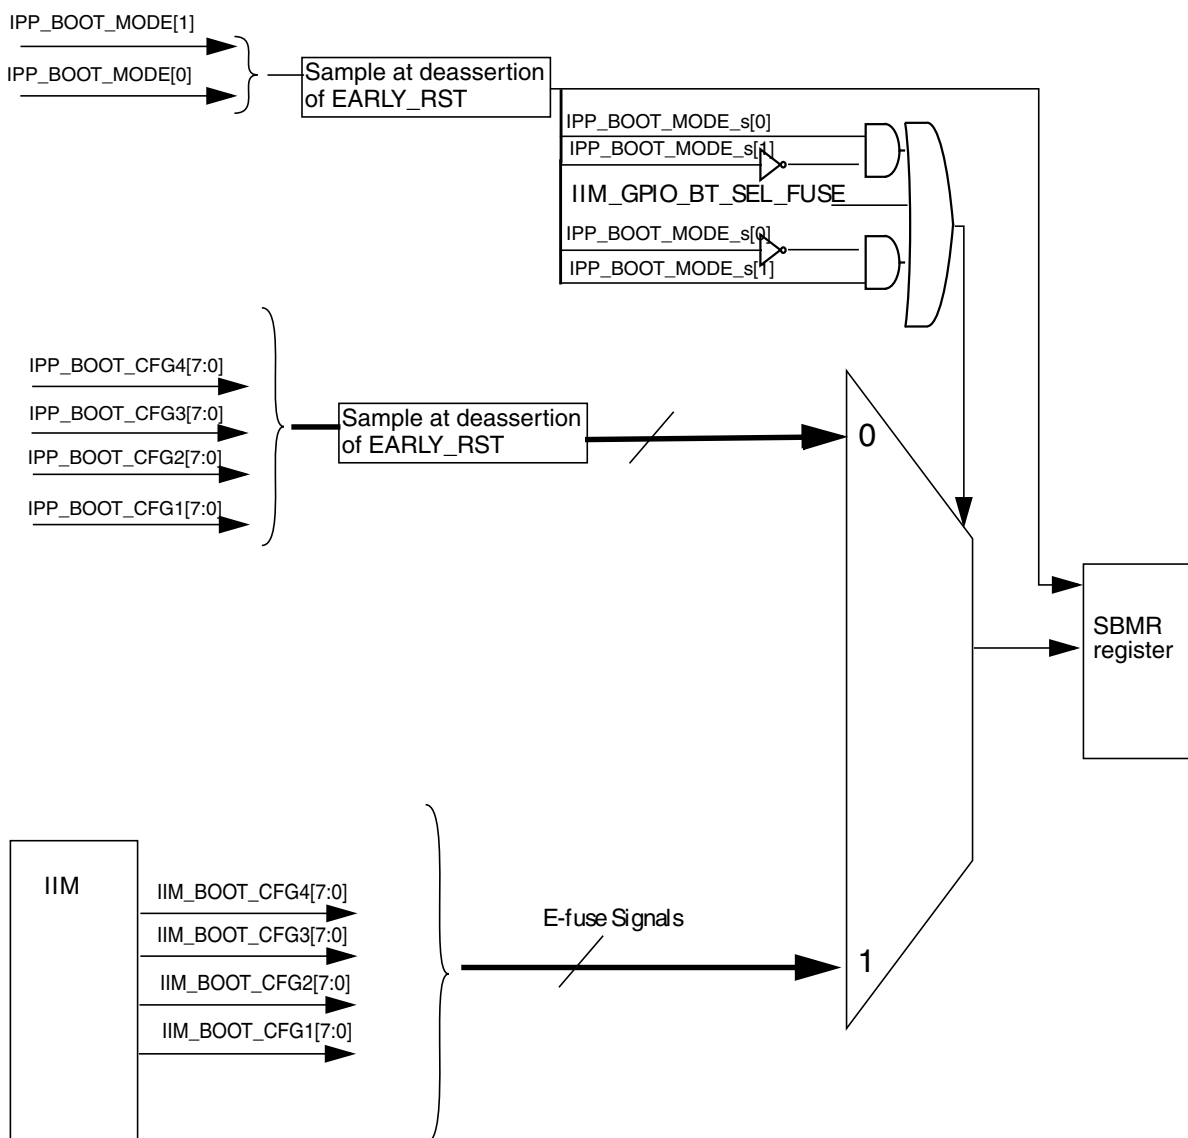 IPP_BOOT_MODE[1]
IPP_BOOT_MODE[0]
Sample at deassertion
of EARLY_RST
IPP_BOOT_MODE_s[0]
IPP_BOOT_MODE_s[1]
IIM_GPIO_BT_SEL_FUSE
IPP_BOOT_MODE_s[0]
IPP_BOOT_MODE_s[1]
IPP_BOOT_CFG4[7:0]
IPP_BOOT_CFG3[7:0]
IPP_BOOT_CFG2[7:0]
IPP_BOOT_CFG1[7:0]
Sample at deassertion
of EARLY_RST
0
SBMR
register
IIM
IIM_BOOT_CFG4[7:0]
IIM_BOOT_CFG3[7:0]
IIM_BOOT_CFG2[7:0]
IIM_BOOT_CFG1[7:0]
E-fuse Signals
1